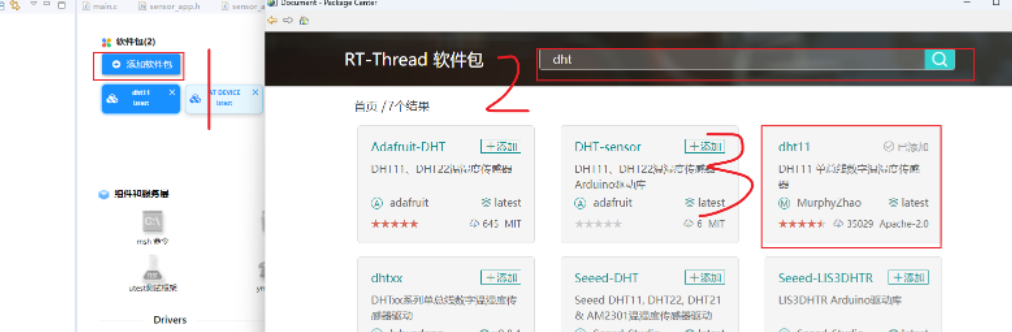 main.c sensor_app.h
Document - Package Center
软件包(2)
添加软件包
dht11
latest
AT DEVICE
latest
组件和服务层
msh 命令
utest测试框架
Drivers
RT-Thread 软件包
dht
2
首页 /7个结果
Adafruit-DHT +添加
DHT11、DHT22温湿度传感器
adafruit latest
645 MIT
DHT-sensor +添加
DHT11、DHT22温湿度传感器
Arduino驱动库
adafruit latest
6 MIT
3
dht11 已添加
DHT11 单总线数字温湿度传感
器
MurphyZhao latest
35029 Apache-2.0
dhtxx +添加
DHTxx系列单总线数字温湿度传
感器驱动
Seeed-DHT +添加
Seeed DHT11, DHT22, DHT21
& AM2301温湿度传感器
Seeed-LIS3DHTR +添加
LIS3DHTR Arduino驱动库